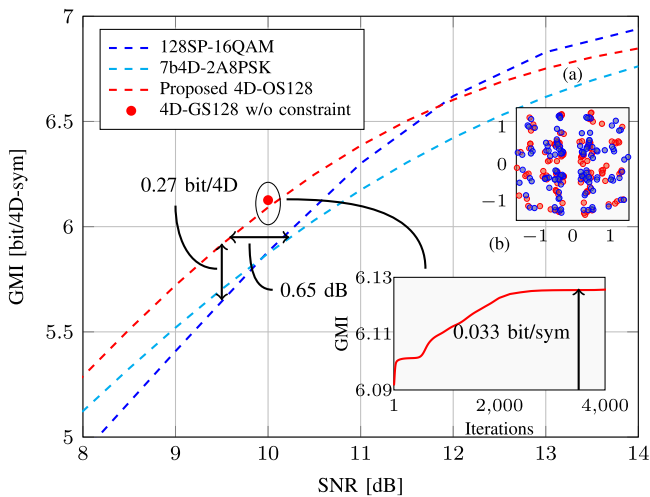 7
6.5
6
5.5
5
8
9
10
11
12
13
14
SNR [dB]
GMI [bit/4D-sym]
128SP-16QAM
7b4D-2A8PSK
Proposed 4D-OS128
4D-GS128 w/o constraint
(a)
1
0
−1
−1
0
1
(b)
0.27 bit/4D
0.65 dB
6.13
6.11
6.09
GMI
0.033 bit/sym
1
2,000
4,000
Iterations